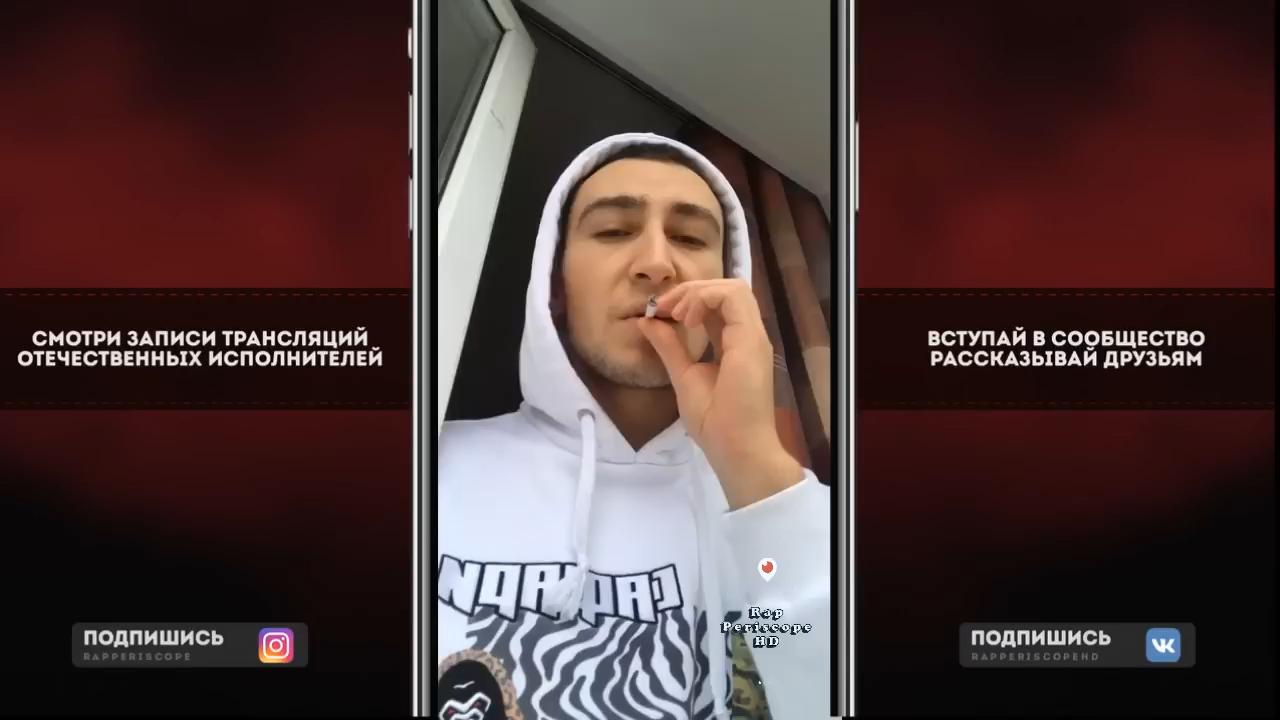 СМОТРИ ЗАПИСИ ТРАНСЛЯЦИЙ
ОТЕЧЕСТВЕННЫХ ИСПОЛНИТЕЛЕЙ
ВСТУПАЙ В СООБЩЕСТВО
РАССКАЗЫВАЙ ДРУЗЬЯМ
Rap
Periscope
HD
ПОДПИШИСЬ
RAPPERISCOPE
ПОДПИШИСЬ
RAPPERISCOPEHD